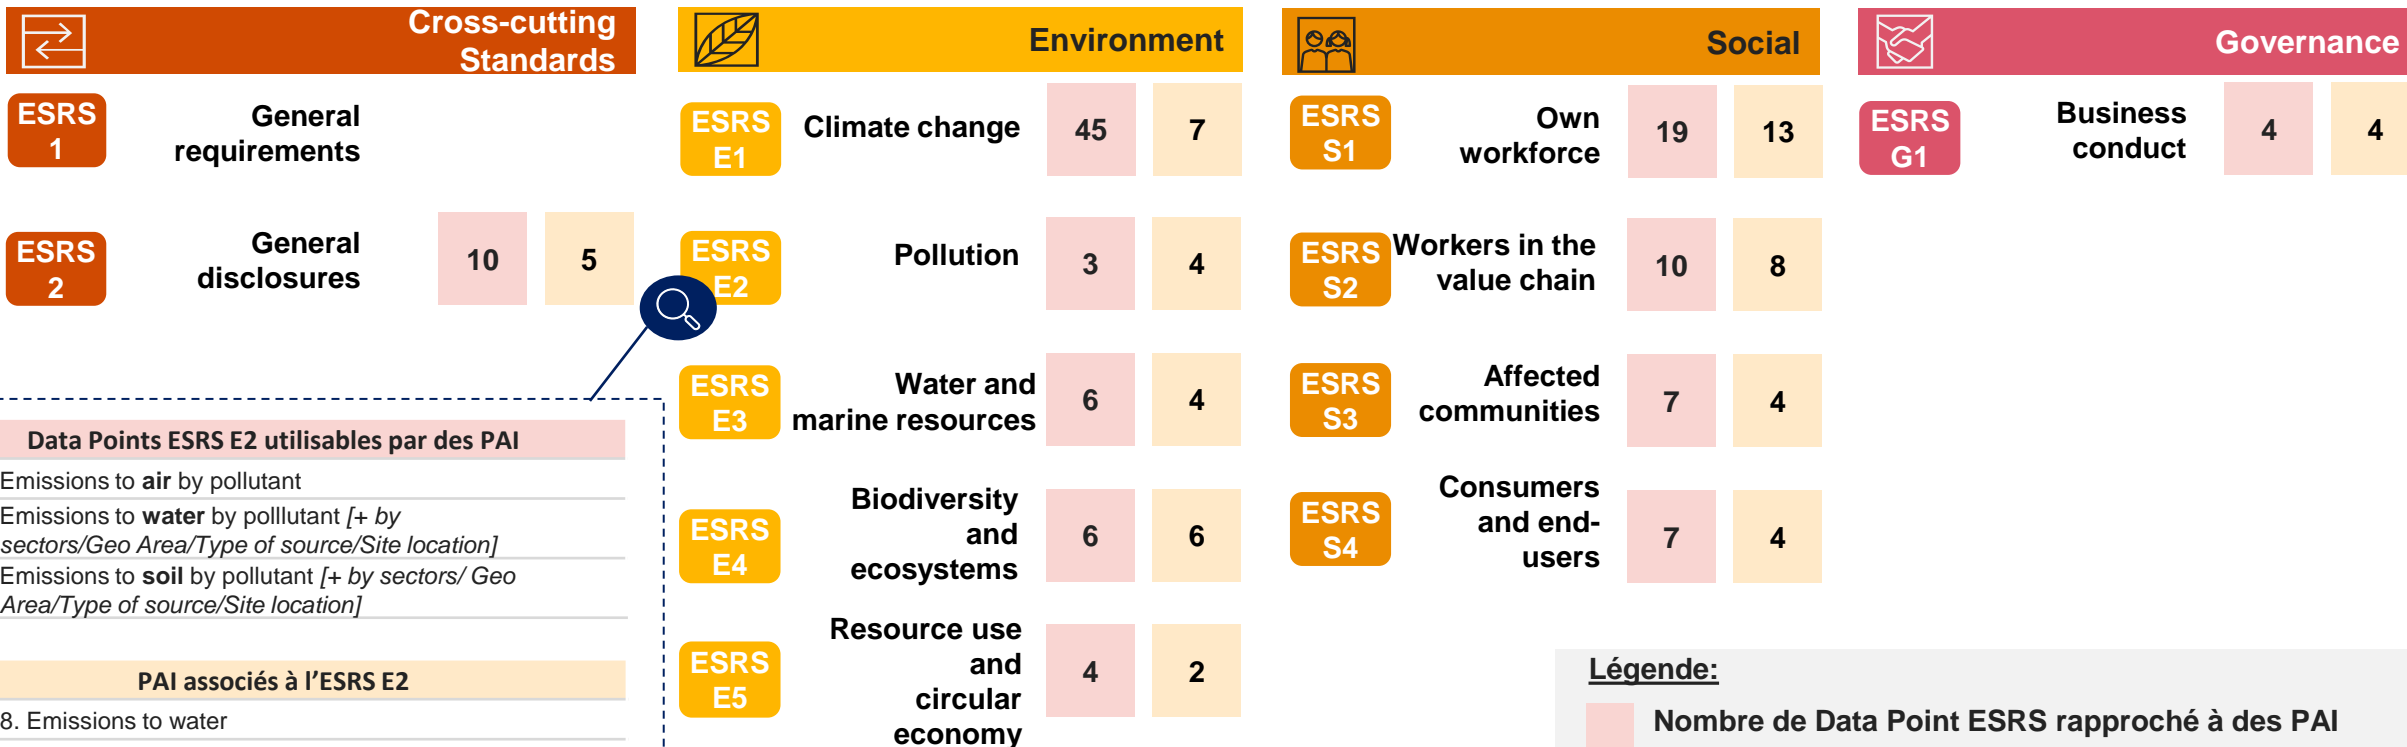 Cross-cutting
Standards
ESRS
1
General
requirements
ESRS
2
General
disclosures
10
5
Data Points ESRS E2 utilisables par des PAI
Emissions to air by pollutant
Emissions to water by polllutant [+ by
sectors/Geo Area/Type of source/Site location]
Emissions to soil by pollutant [+ by sectors/ Geo
Area/Type of source/Site location]
PAI associés à l’ESRS E2
8. Emissions to water
Environment
ESRS
E1
Climate change
45
7
ESRS
E2
Pollution
3
4
ESRS
E3
Water and
marine resources
6
4
ESRS
E4
Biodiversity
and
ecosystems
6
6
ESRS
E5
Resource use
and
circular
economy
4
2
Social
ESRS
S1
Own
workforce
19
13
ESRS
S2
Workers in the
value chain
10
8
ESRS
S3
Affected
communities
7
4
ESRS
S4
Consumers
and end-
users
7
4
Governance
ESRS
G1
Business
conduct
4
4
Légende:
Nombre de Data Point ESRS rapproché à des PAI